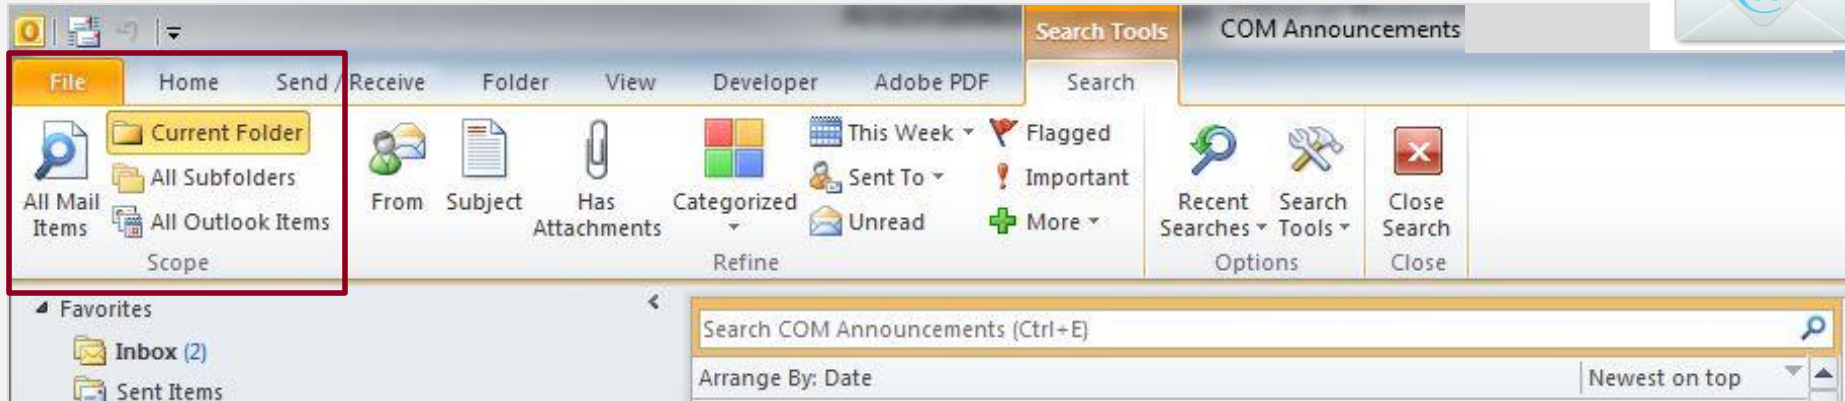 Search Tools
COM Announcements
File Home Send / Receive Folder View Developer Adobe PDF Search
All Mail Items
Current Folder
All Subfolders
All Outlook Items
Scope
From
Subject
Has Attachments
Categorized
This Week
Sent To
Unread
Flagged
Important
More
Refine
Recent Searches
Search Tools
Options
Close Search
Close
Favorites
Inbox (2)
Sent Items
Search COM Announcements (Ctrl+E)
Arrange By: Date
Newest on top